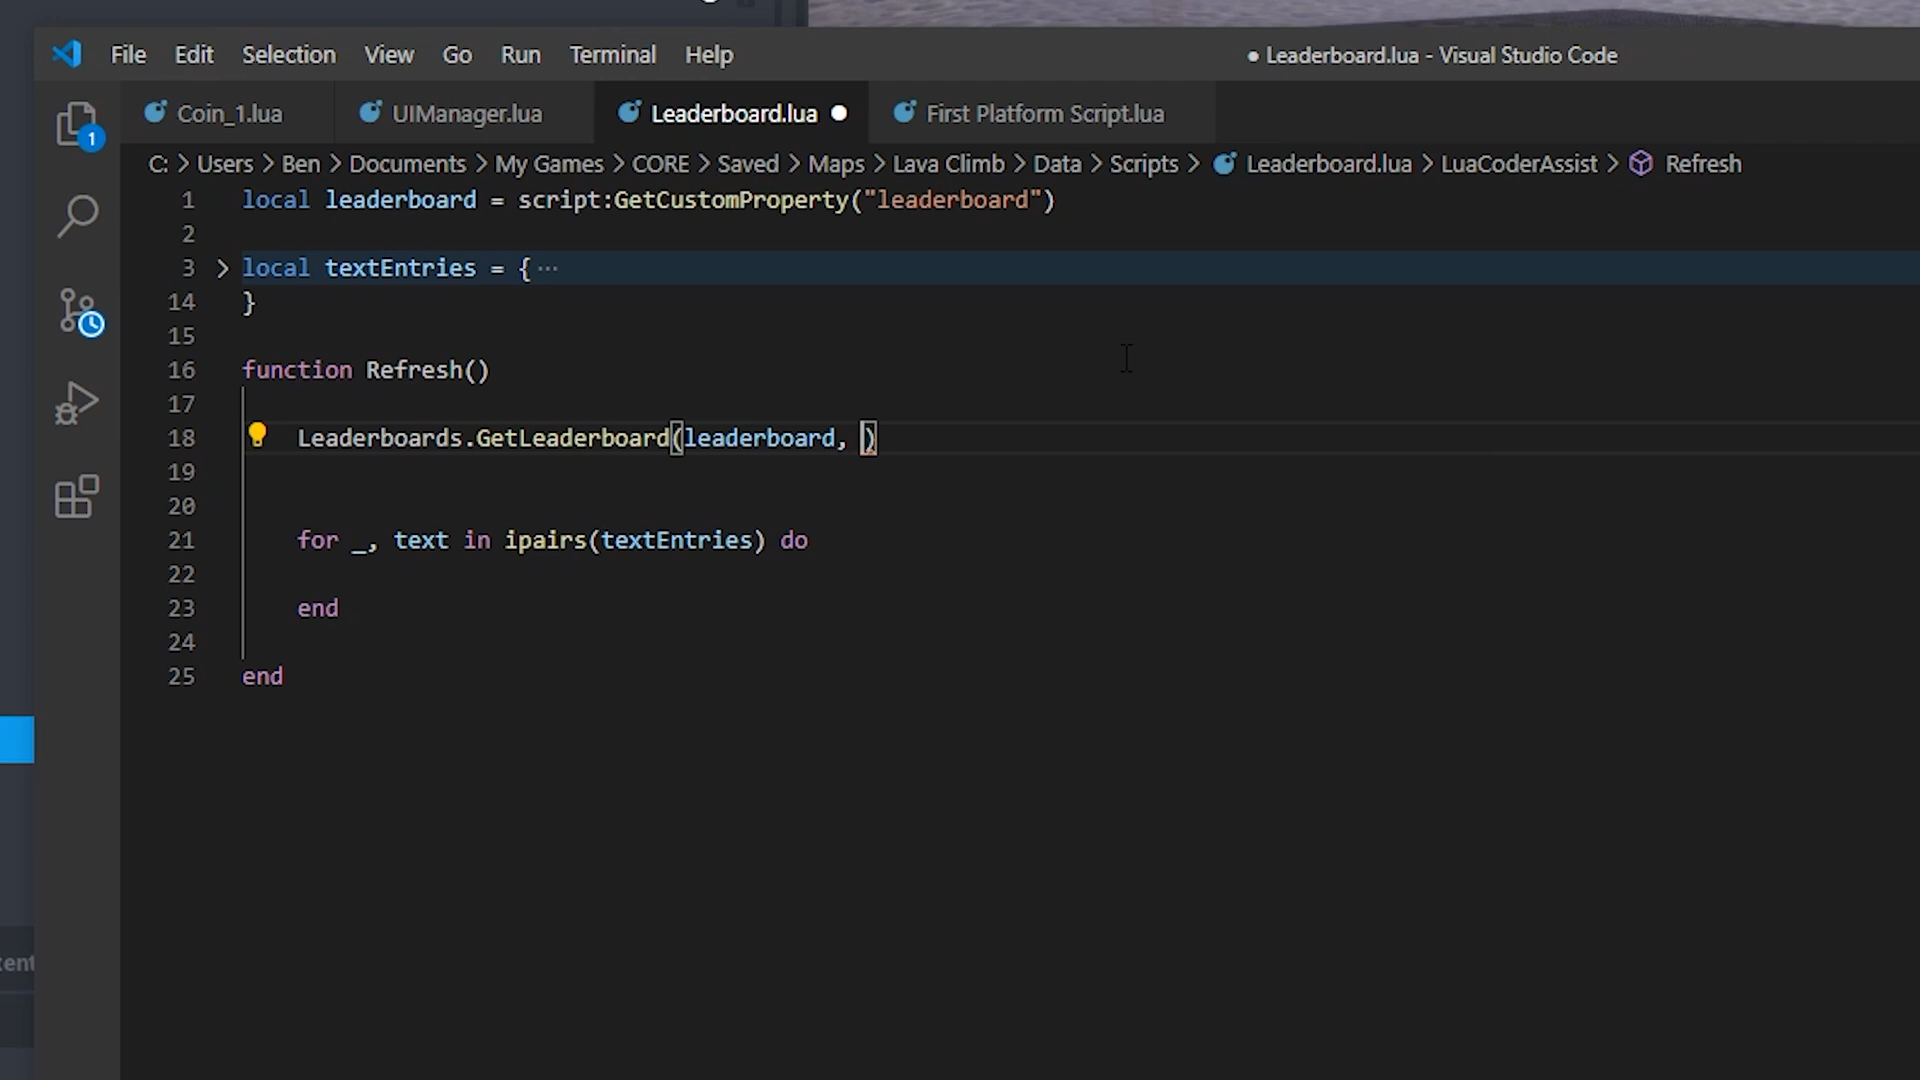 File Edit Selection View Go Run Terminal Help ● Leaderboard.lua - Visual Studio Code
Coin_1.lua UIManager.lua Leaderboard.lua ● First Platform Script.lua
1
C: > Users > Ben > Documents > My Games > CORE > Saved > Maps > Lava Climb > Data > Scripts > Leaderboard.lua > LuaCoderAssist > Refresh
1 local leaderboard = script:GetCustomProperty("leaderboard")
2
3 > local textEntries = { ···
14 }
15
16 function Refresh()
17
18 Leaderboards.GetLeaderboard(leaderboard, )
19
20
21 for _, text in ipairs(textEntries) do
22
23 end
24
25 end